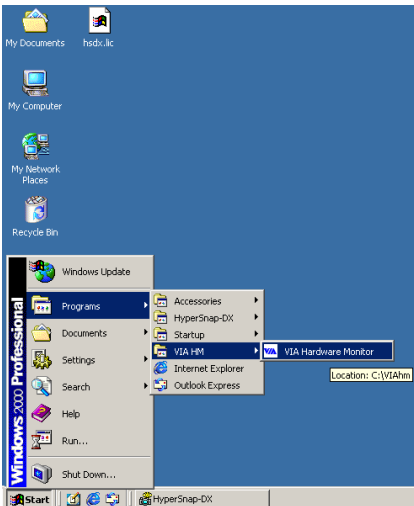 My Documents
hsdx.lic
My Computer
My Network
Places
Recycle Bin
Windows 2000 Professional
Windows Update
Programs
Documents
Settings
Search
Help
Run...
Shut Down...
Accessories
HyperSnap-DX
Startup
VIA HM
Internet Explorer
Outlook Express
VIA
VIA Hardware Monitor
Location: C:\VIAhm
Start
HyperSnap-DX